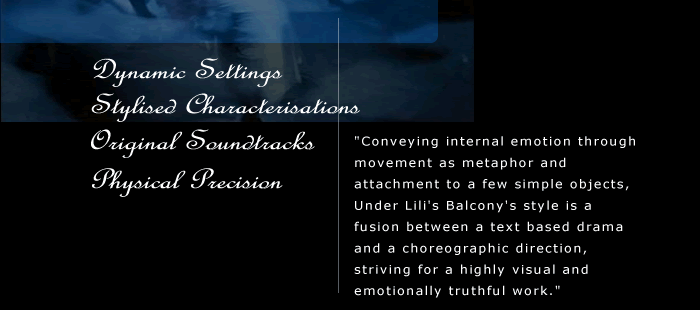 Dynamic Settings
Stylised Characterisations
Original Soundtracks
Physical Precision
"Conveying internal emotion through
movement as metaphor and
attachment to a few simple objects,
Under Lili's Balcony's style is a
fusion between a text based drama
and a choreographic direction,
striving for a highly visual and
emotionally truthful work."